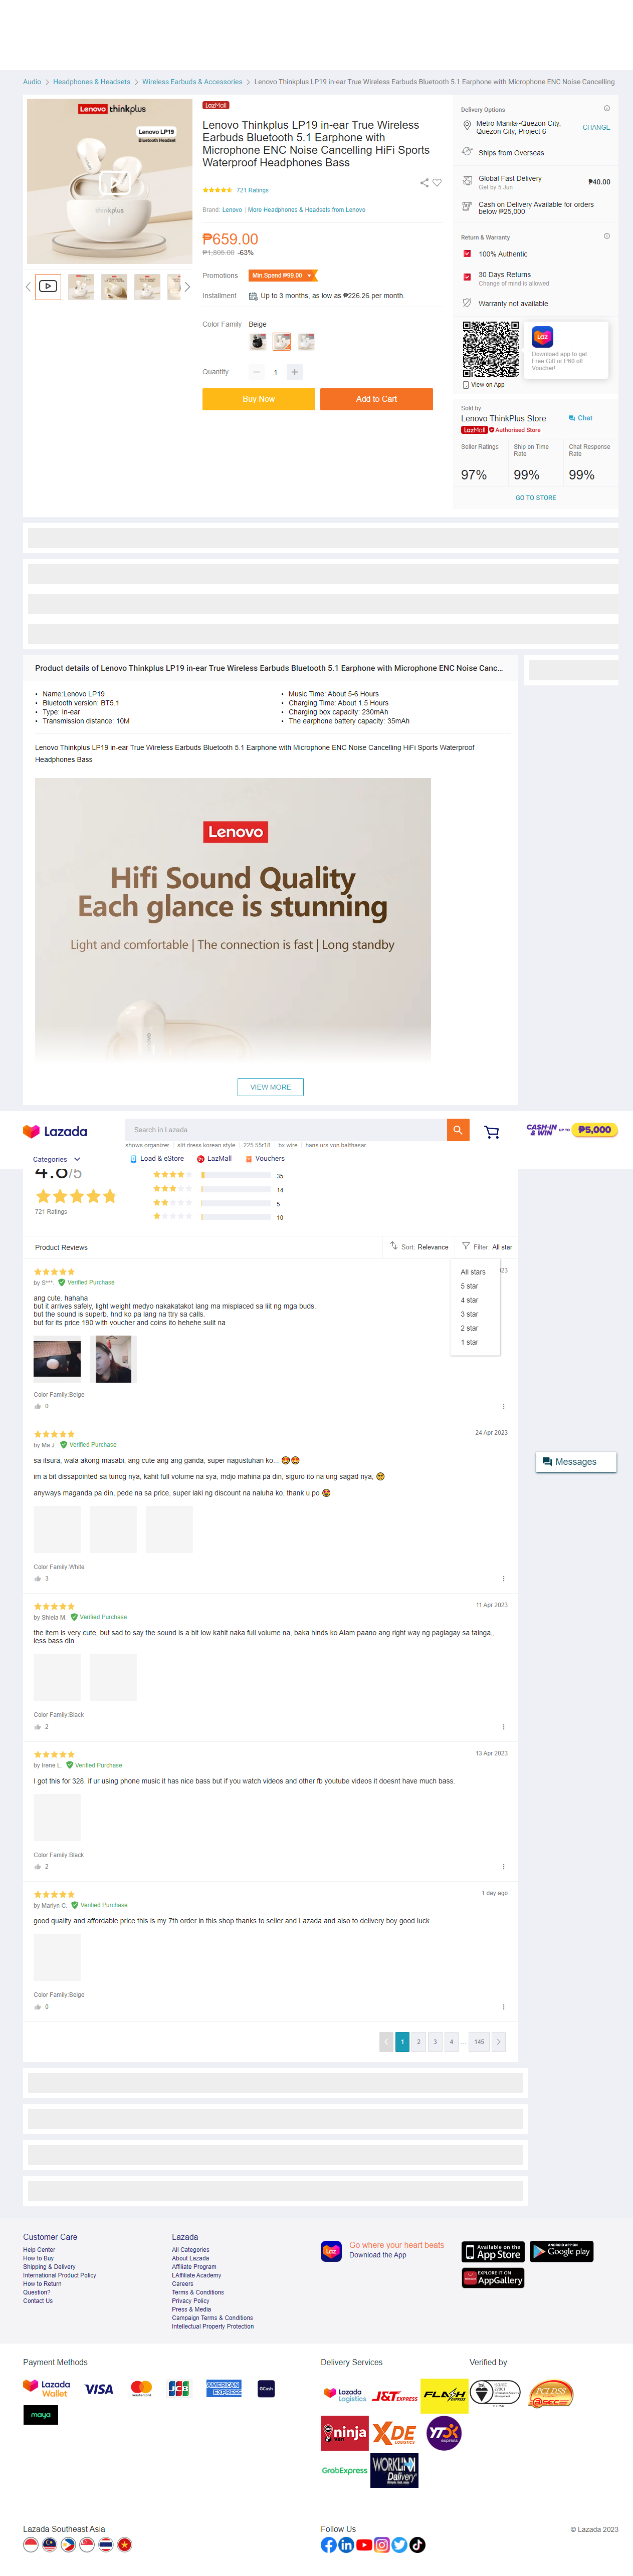 Audio > Headphones & Headsets > Wireless Earbuds & Accessories > Lenovo Thinkplus LP19 in-ear True Wireless Earbuds Bluetooth 5.1 Earphone with Microphone ENC Noise Cancelling
Lenovo thinkplus
Lenovo LP19
Bluetooth Headset
thinkplus
LazMall
Lenovo Thinkplus LP19 in-ear True Wireless
Earbuds Bluetooth 5.1 Earphone with
Microphone ENC Noise Cancelling HiFi Sports
Waterproof Headphones Bass
721 Ratings
Brand: Lenovo | More Headphones & Headsets from Lenovo
₱659.00
₱1,805.00 -63%
Promotions Min.Spend ₱99.00
Installment Up to 3 months, as low as ₱226.26 per month.
Color Family Beige
Quantity 1
Buy Now
Add to Cart
Delivery Options
Metro Manila~Quezon City,
Quezon City, Project 6
CHANGE
Ships from Overseas
Global Fast Delivery
Get by 5 Jun
₱40.00
Cash on Delivery Available for orders
below ₱25,000
Return & Warranty
100% Authentic
30 Days Returns
Change of mind is allowed
Warranty not available
Laz
Download app to get
Free Gift or P60 off
Voucher!
View on App
Sold by
Lenovo ThinkPlus Store
Chat
LazMall Authorised Store
Seller Ratings
97%
Ship on Time
Rate
99%
Chat Response
Rate
99%
GO TO STORE
Product details of Lenovo Thinkplus LP19 in-ear True Wireless Earbuds Bluetooth 5.1 Earphone with Microphone ENC Noise Canc...
Name:Lenovo LP19
Bluetooth version: BT5.1
Type: In-ear
Transmission distance: 10M
Music Time: About 5-6 Hours
Charging Time: About 1.5 Hours
Charging box capacity: 230mAh
The earphone battery capacity: 35mAh
Lenovo Thinkplus LP19 in-ear True Wireless Earbuds Bluetooth 5.1 Earphone with Microphone ENC Noise Cancelling HiFi Sports Waterproof
Headphones Bass
Lenovo
Hifi Sound Quality
Each glance is stunning
Light and comfortable | The connection is fast | Long standby
VIEW MORE
Lazada
Search in Lazada
CASH-IN & WIN UP TO ₱5,000
shows organizer slit dress korean style 225 55r18 bx wire hans urs von balthasar
Categories
Load & eStore
LazMall
Vouchers
4.8/5
721 Ratings
35
14
5
10
Product Reviews
Sort: Relevance
Filter: All star
All stars
5 star
4 star
3 star
2 star
1 star
by S***. Verified Purchase
ang cute. hahaha
but it arrives safely, light weight medyo nakakatakot lang ma misplaced sa liit ng mga buds.
but the sound is superb. hnd ko pa lang na ttry sa calls.
but for its price 190 with voucher and coins ito hehehe sulit na
Color Family:Beige
0
24 Apr 2023
by Ma J. Verified Purchase
sa itsura, wala akong masabi, ang cute ang ang ganda, super nagustuhan ko... 😍😍
im a bit dissapointed sa tunog nya, kahit full volume na sya, mdjo mahina pa din, siguro ito na ung sagad nya,
anyways maganda pa din, pede na sa price, super laki ng discount na naluha ko, thank u po
Color Family:White
3
11 Apr 2023
by Shiela M. Verified Purchase
the item is very cute, but sad to say the sound is a bit low kahit naka full volume na, baka hinds ko Alam paano ang right way ng paglagay sa tainga,,
less bass din
Color Family:Black
2
13 Apr 2023
by Irene L. Verified Purchase
I got this for 328. if ur using phone music it has nice bass but if you watch videos and other fb youtube videos it doesnt have much bass.
Color Family:Black
2
1 day ago
by Marlyn C. Verified Purchase
good quality and affordable price this is my 7th order in this shop thanks to seller and Lazada and also to delivery boy good luck.
Color Family:Beige
0
1 2 3 4 ... 145
Messages
Customer Care
Help Center
How to Buy
Shipping & Delivery
International Product Policy
How to Return
Question?
Contact Us
Lazada
All Categories
About Lazada
Affiliate Program
LAffiliate Academy
Careers
Terms & Conditions
Privacy Policy
Press & Media
Campaign Terms & Conditions
Intellectual Property Protection
Laz
Go where your heart beats
Download the App
Available on the
App Store
ANDROID APP ON
Google play
EXPLORE IT ON
AppGallery
Payment Methods
Lazada Wallet
VISA
mastercard
JCB
AMERICAN EXPRESS
GCash
maya
Delivery Services
Lazada Logistics
J&T EXPRESS
FLASH express
ninja van
XDE LOGISTICS
YTX express
GrabExpress
WORKLINK Delivery
Verified by
ISO/IEC 27001
PCI DSS
@SEC
Lazada Southeast Asia
Follow Us
© Lazada 2023